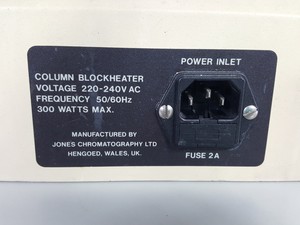 POWER INLET
COLUMN BLOCKHEATER
VOLTAGE 220-240V AC
FREQUENCY 50/60Hz
300 WATTS MAX.
MANUFACTURED BY
JONES CHROMATOGRAPHY LTD
HENGOED, WALES, UK.
FUSE 2A